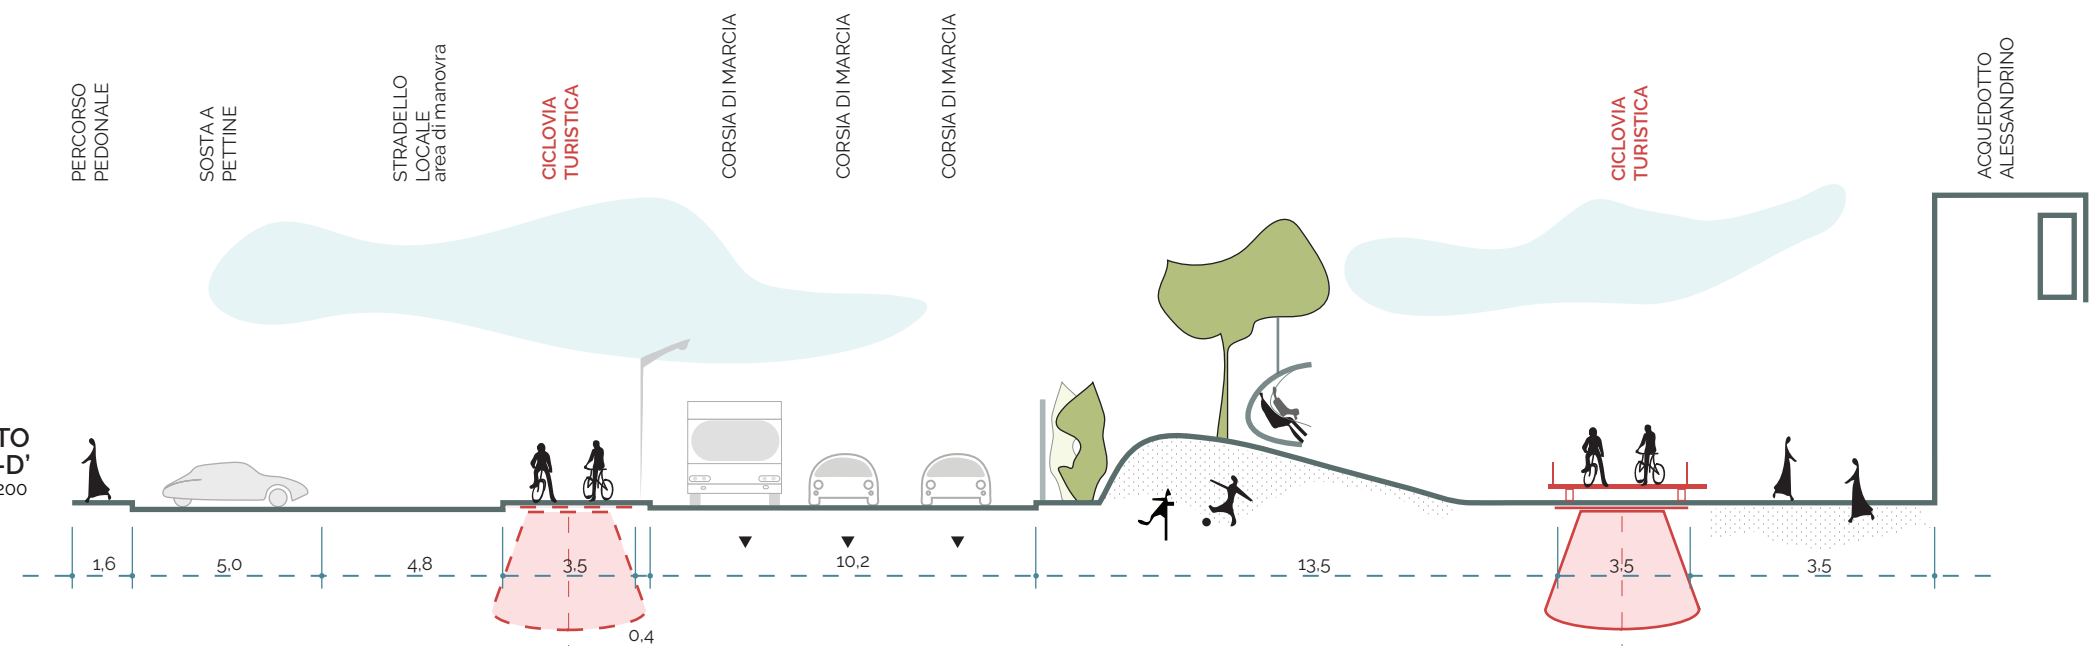 PERCORSO
PEDONALE
SOSTA A
PETTINE
STRADELLO
LOCALE
area di manovra
CICLOVIA
TURISTICA
CORSIA DI MARCIA
CORSIA DI MARCIA
CORSIA DI MARCIA
CICLOVIA
TURISTICA
ACQUEDOTTO
ALESSANDRINO
TO
-D'
200
1,6
5,0
4,8
3,5
10,2
13,5
3,5
3,5
0,4